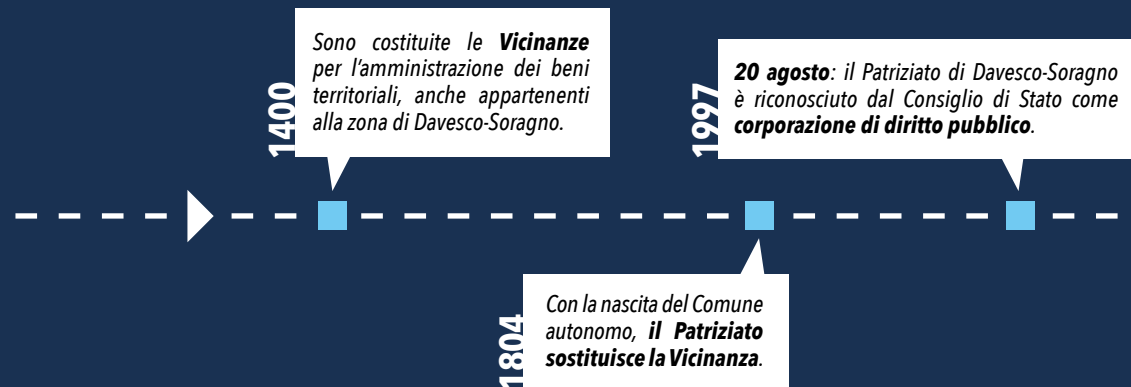 1400
Sono costituite le Vicinanze
per l'amministrazione dei beni
territoriali, anche appartenenti
alla zona di Davesco-Soragno.
1997
20 agosto: il Patriziato di Davesco-Soragno
è riconosciuto dal Consiglio di Stato come
corporazione di diritto pubblico.
1804
Con la nascita del Comune
autonomo, il Patriziato
sostituisce la Vicinanza.